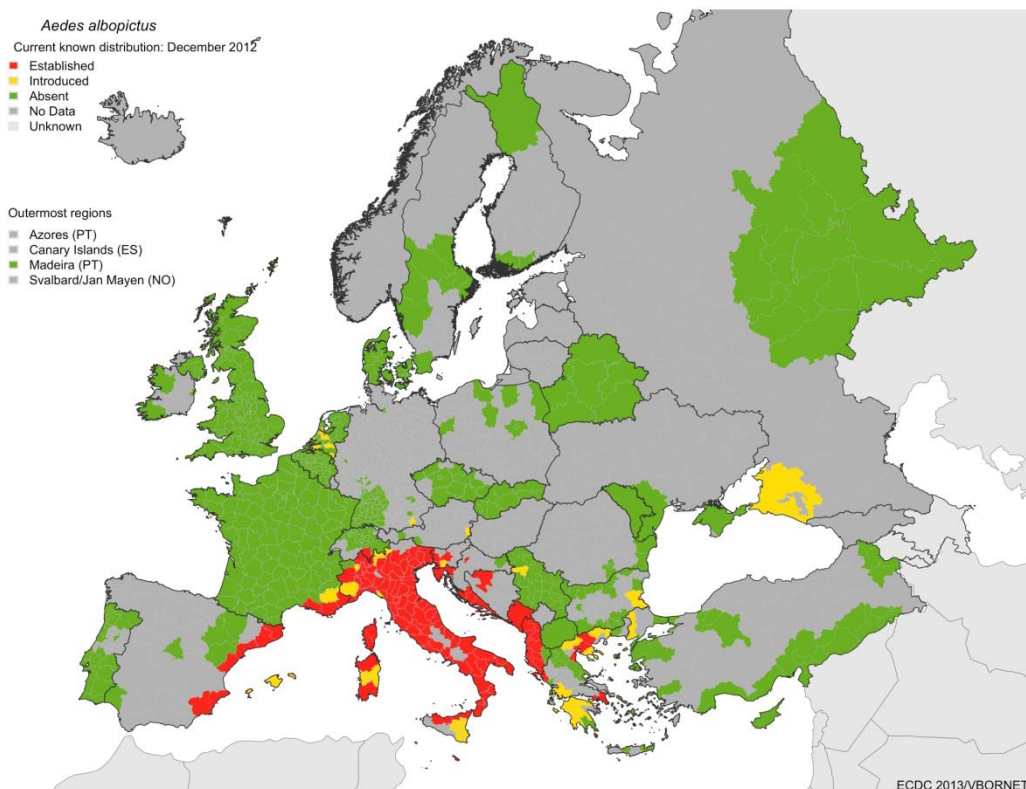 Aedes albopictus
Current known distribution: December 2012
Established
Introduced
Absent
No Data
Unknown
Outermost regions
Azores (PT)
Canary Islands (ES)
Madeira (PT)
Svalbard/Jan Mayen (NO)
ECDC 2013/VBORNET